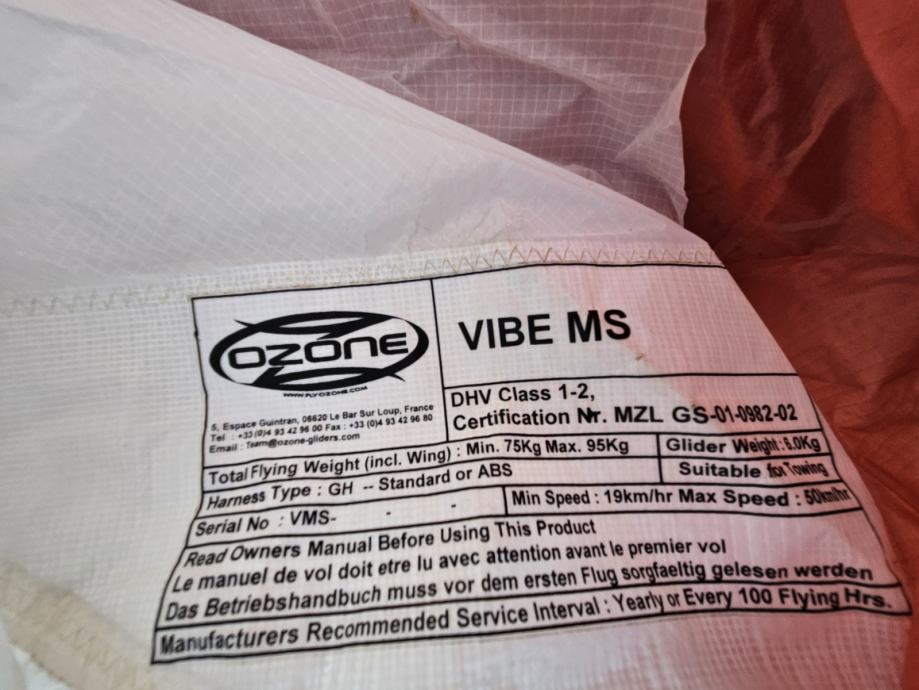 OZONE
WWW.FLYOZONE.COM
5, Espace Guintran, 06620 Le Bar Sur Loup, France
Tel : +33 (0)4 93 42 96 00 Fax : +33 (0)4 93 42 96 80
Email : Team@ozone-gliders.com
VIBE MS
DHV Class 1-2,
Certification Nr. MZL GS-01-0982-02
Total Flying Weight (incl. Wing) : Min. 75Kg Max. 95Kg
Glider Weight: 6.0Kg
Harness Type : GH -- Standard or ABS
Suitable for Towing
Serial No : VMS- - -
Min Speed : 19km/hr Max Speed : 50km/hr
Read Owners Manual Before Using This Product
Le manuel de vol doit etre lu avec attention avant le premier vol
Das Betriebshandbuch muss vor dem ersten Flug sorgfaeltig gelesen werden
Manufacturers Recommended Service Interval : Yearly or Every 100 Flying Hrs.